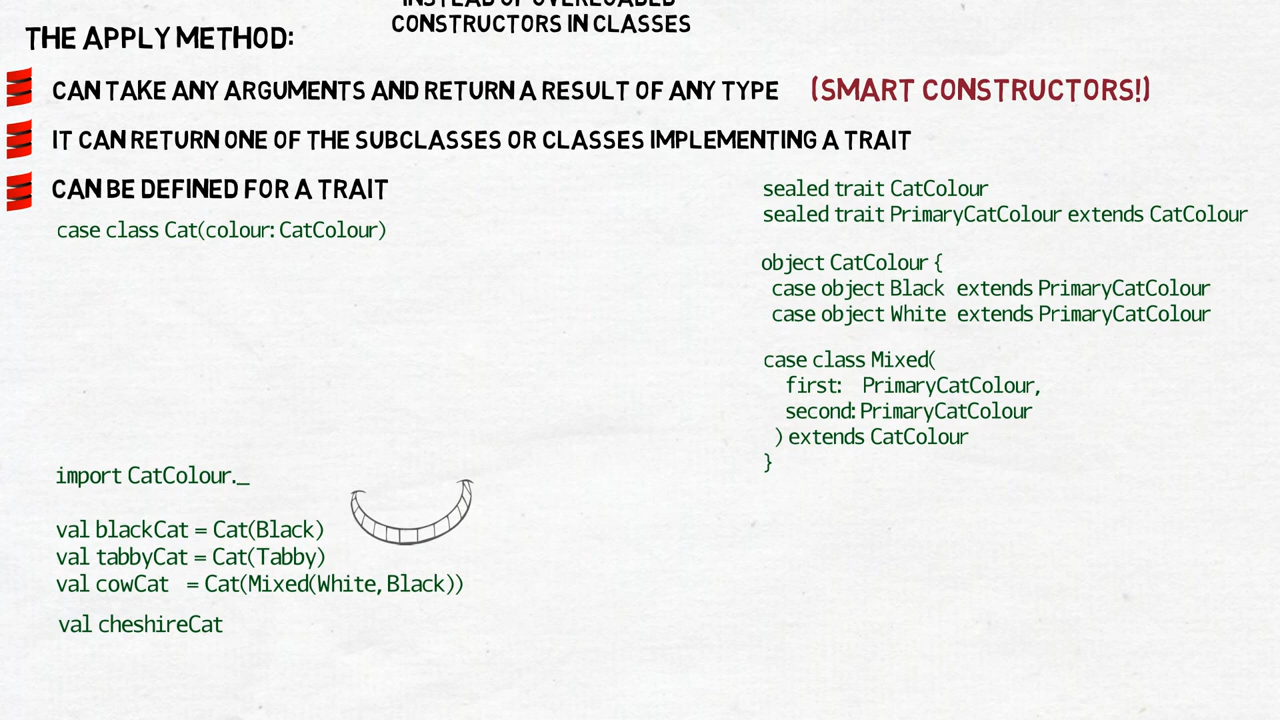 INSTEAD OF OVERLOADED
CONSTRUCTORS IN CLASSES
THE APPLY METHOD:
CAN TAKE ANY ARGUMENTS AND RETURN A RESULT OF ANY TYPE (SMART CONSTRUCTORS!)
IT CAN RETURN ONE OF THE SUBCLASSES OR CLASSES IMPLEMENTING A TRAIT
CAN BE DEFINED FOR A TRAIT
case class Cat(colour: CatColour)
import CatColour._
val blackCat = Cat(Black)
val tabbyCat = Cat(Tabby)
val cowCat = Cat(Mixed(White, Black))
val cheshireCat
sealed trait CatColour
sealed trait PrimaryCatColour extends CatColour
object CatColour {
case object Black extends PrimaryCatColour
case object White extends PrimaryCatColour
case class Mixed(
first: PrimaryCatColour,
second: PrimaryCatColour
) extends CatColour
}